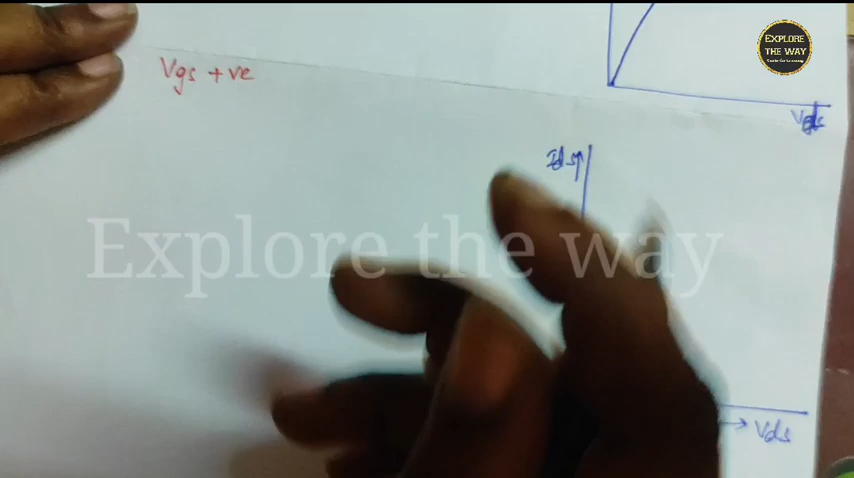 EXPLORE
THE WAY
Vgs +ve
Vds
Ids
Explore the way
Vds